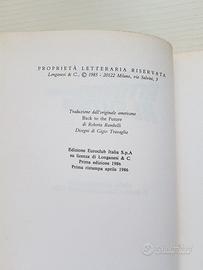 PROPRIETÀ LETTERARIA RISERVATA
Longanesi & C., © 1985 - 20122 Milano, via Salvini, 3
Traduzione dall'originale americano
Back to the Future
di Roberta Rambelli
Disegni di Gigio Travaglia
Edizione Euroclub Italia S.p.A
su licenza di Longanesi & C
Prima edizione 1986
Prima ristampa aprile 1986
subito.it